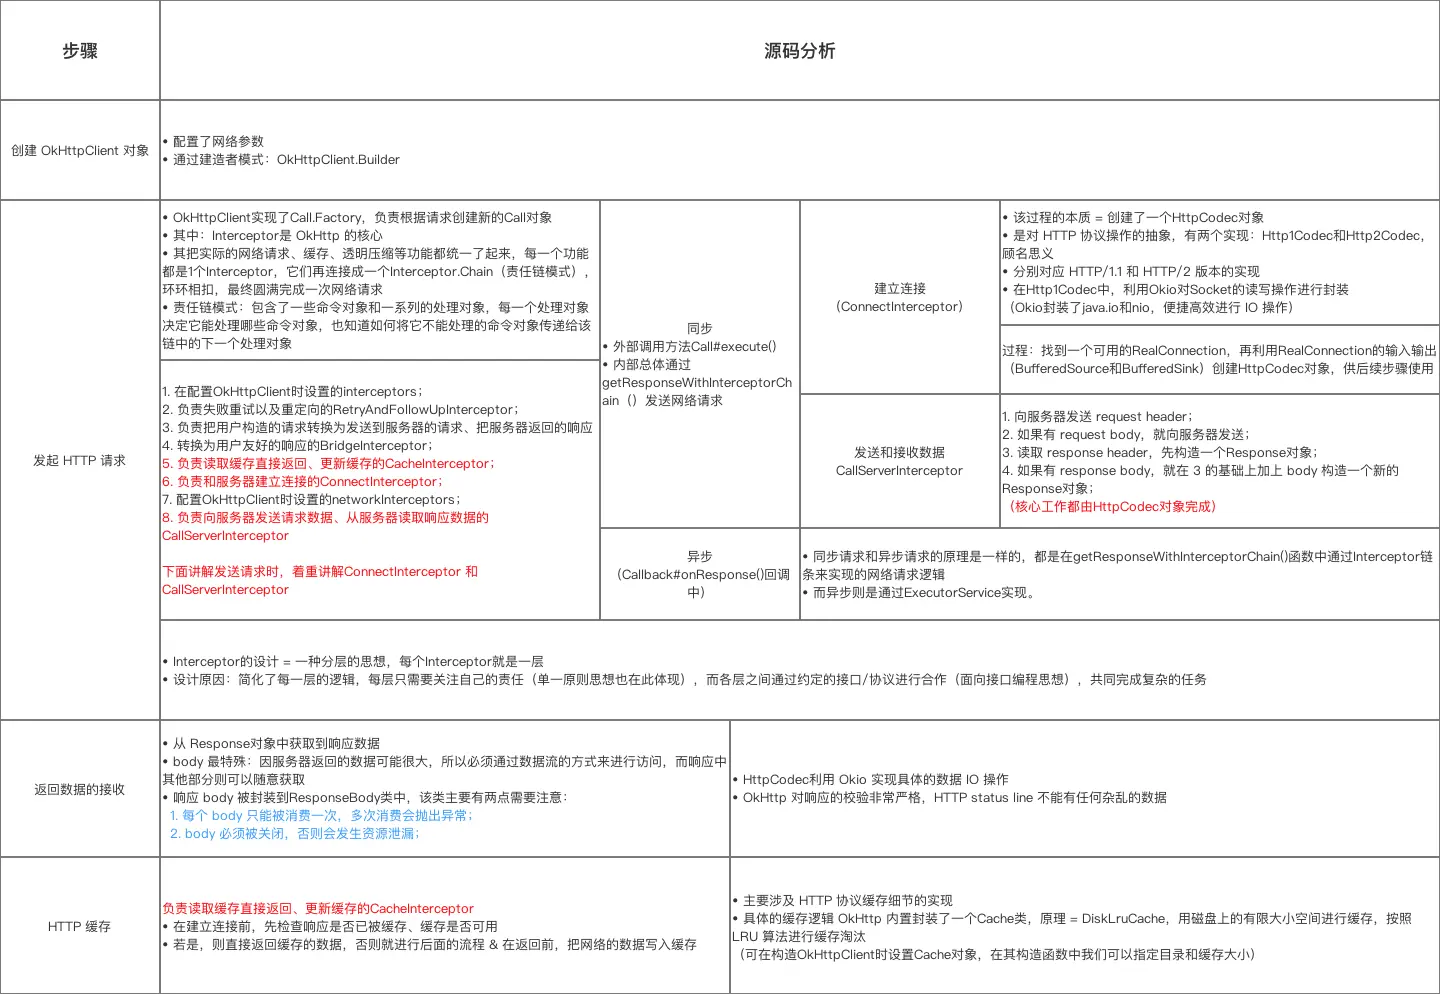 步骤
源码分析
创建 OkHttpClient 对象
• 配置了网络参数
• 通过建造者模式：OkHttpClient.Builder
发起 HTTP 请求
• OkHttpClient实现了Call.Factory，负责根据请求创建新的Call对象
• 其中：Interceptor是 OkHttp 的核心
• 其把实际的网络请求、缓存、透明压缩等功能都统一了起来，每一个功能
都是1个Interceptor，它们再连接成一个Interceptor.Chain（责任链模式），
环环相扣，最终圆满完成一次网络请求
• 责任链模式：包含了一些命令对象和一系列的处理对象，每一个处理对象
决定它能处理哪些命令对象，也知道如何将它不能处理的命令对象传递给该
链中的下一个处理对象
1. 在配置OkHttpClient时设置的interceptors；
2. 负责失败重试以及重定向的RetryAndFollowUpInterceptor；
3. 负责把用户构造的请求转换为发送到服务器的请求、把服务器返回的响应
4. 转换为用户友好的响应的BridgeInterceptor；
5. 负责读取缓存直接返回、更新缓存的CacheInterceptor；
6. 负责和服务器建立连接的ConnectInterceptor；
7. 配置OkHttpClient时设置的networkInterceptors；
8. 负责向服务器发送请求数据、从服务器读取响应数据的
CallServerInterceptor
下面讲解发送请求时，着重讲解ConnectInterceptor 和
CallServerInterceptor
同步
• 外部调用方法Call#execute()
• 内部总体通过
getResponseWithInterceptorCh
ain（）发送网络请求
建立连接
（ConnectInterceptor）
• 该过程的本质 = 创建了一个HttpCodec对象
• 是对 HTTP 协议操作的抽象，有两个实现：Http1Codec和Http2Codec，
顾名思义
• 分别对应 HTTP/1.1 和 HTTP/2 版本的实现
• 在Http1Codec中，利用Okio对Socket的读写操作进行封装
（Okio封装了java.io和nio，便捷高效进行 IO 操作）
过程：找到一个可用的RealConnection，再利用RealConnection的输入输出
（BufferedSource和BufferedSink）创建HttpCodec对象，供后续步骤使用
发送和接收数据
CallServerInterceptor
1. 向服务器发送 request header；
2. 如果有 request body，就向服务器发送；
3. 读取 response header，先构造一个Response对象；
4. 如果有 response body，就在 3 的基础上加上 body 构造一个新的
Response对象；
（核心工作都由HttpCodec对象完成）
异步
（Callback#onResponse()回调
中）
• 同步请求和异步请求的原理是一样的，都是在getResponseWithInterceptorChain()函数中通过Interceptor链
条来实现的网络请求逻辑
• 而异步则是通过ExecutorService实现。
• Interceptor的设计 = 一种分层的思想，每个Interceptor就是一层
• 设计原因：简化了每一层的逻辑，每层只需要关注自己的责任（单一原则思想也在此体现），而各层之间通过约定的接口/协议进行合作（面向接口编程思想），共同完成复杂的任务
返回数据的接收
• 从 Response对象中获取到响应数据
• body 最特殊：因服务器返回的数据可能很大，所以必须通过数据流的方式来进行访问，而响应中
其他部分则可以随意获取
• 响应 body 被封装到ResponseBody类中，该类主要有两点需要注意：
1. 每个 body 只能被消费一次，多次消费会抛出异常；
2. body 必须被关闭，否则会发生资源泄漏；
• HttpCodec利用 Okio 实现具体的数据 IO 操作
• OkHttp 对响应的校验非常严格，HTTP status line 不能有任何杂乱的数据
HTTP 缓存
负责读取缓存直接返回、更新缓存的CacheInterceptor
• 在建立连接前，先检查响应是否已被缓存、缓存是否可用
• 若是，则直接返回缓存的数据，否则就进行后面的流程 & 在返回前，把网络的数据写入缓存
• 主要涉及 HTTP 协议缓存细节的实现
• 具体的缓存逻辑 OkHttp 内置封装了一个Cache类，原理 = DiskLruCache，用磁盘上的有限大小空间进行缓存，按照
LRU 算法进行缓存淘汰
（可在构造OkHttpClient时设置Cache对象，在其构造函数中我们可以指定目录和缓存大小）